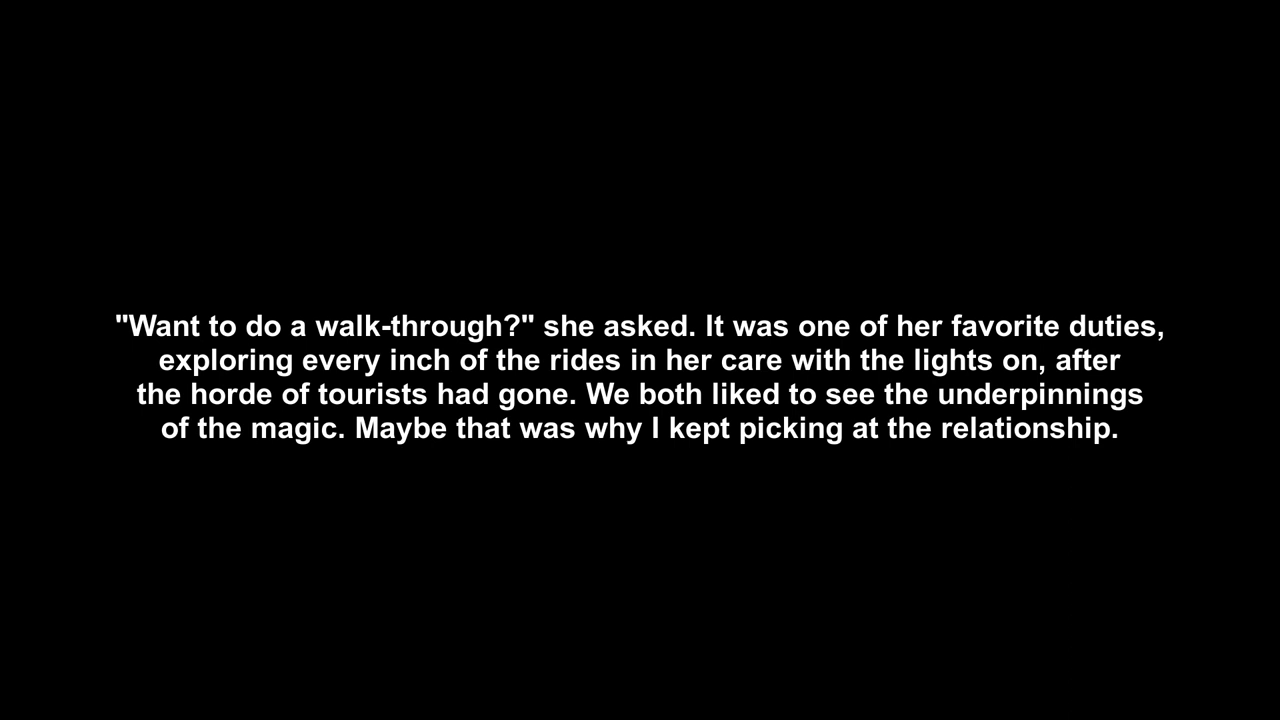 "Want to do a walk-through?" she asked. It was one of her favorite duties,
exploring every inch of the rides in her care with the lights on, after
the horde of tourists had gone. We both liked to see the underpinnings
of the magic. Maybe that was why I kept picking at the relationship.